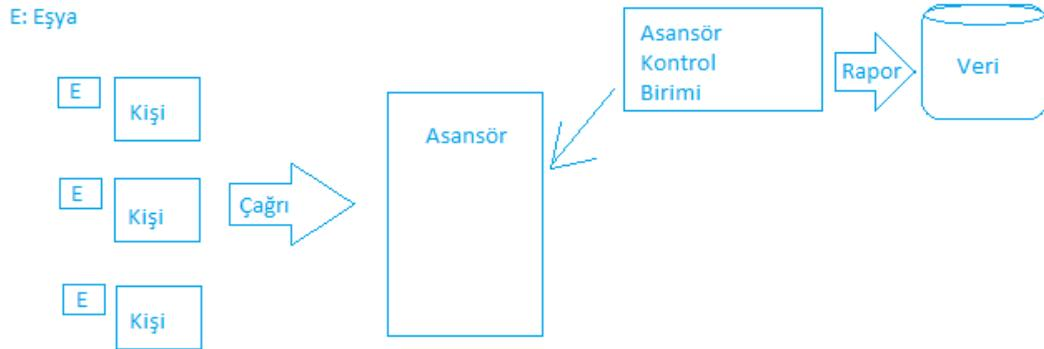 E: Eşya
E
Kişi
E
Kişi
E
Kişi
Çağrı
Asansör
Asansör
Kontrol
Birimi
Rapor
Veri